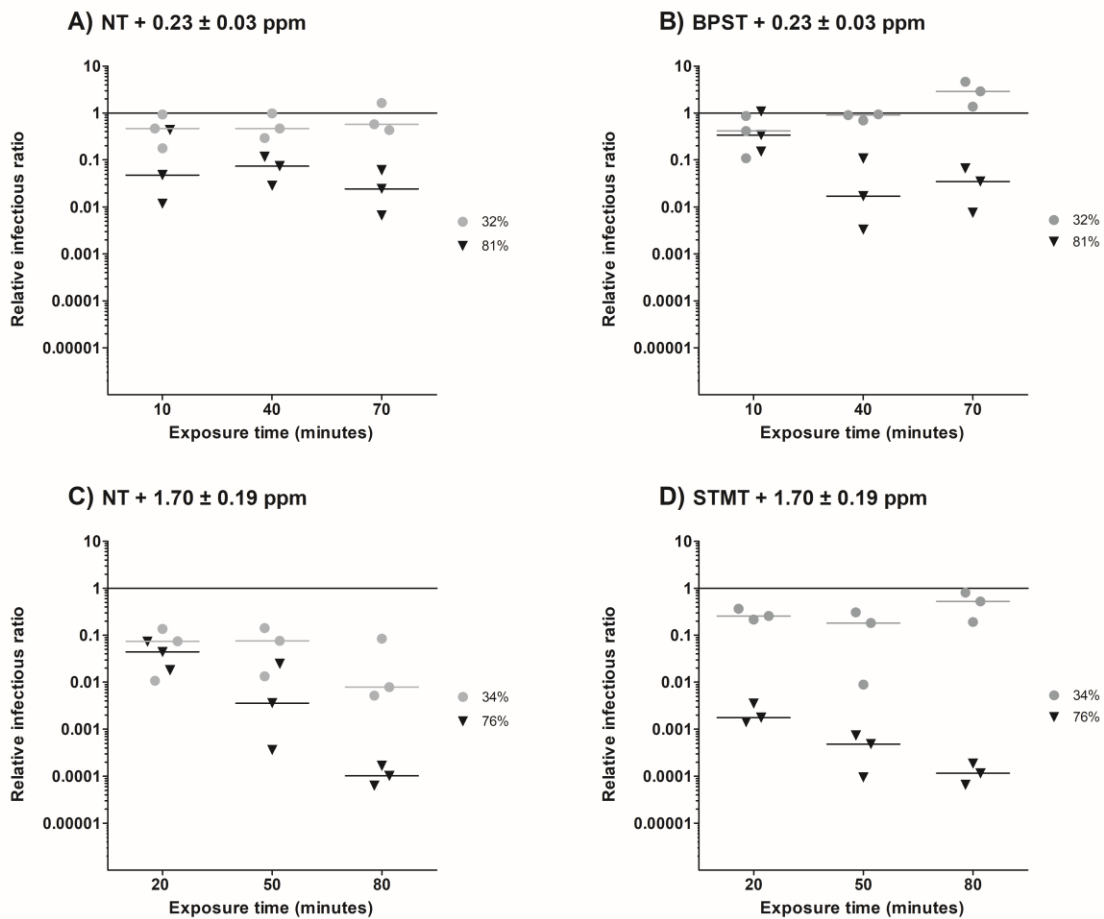 A) NT + 0.23 ± 0.03 ppm
Relative infectious ratio
10
1
0.1
0.01
0.001
0.0001
0.00001
10 40 70
Exposure time (minutes)
32%
81%
B) BPST + 0.23 ± 0.03 ppm
Relative infectious ratio
10
1
0.1
0.01
0.001
0.0001
0.00001
10 40 70
Exposure time (minutes)
32%
81%
C) NT + 1.70 ± 0.19 ppm
Relative infectious ratio
10
1
0.1
0.01
0.001
0.0001
0.00001
20 50 80
Exposure time (minutes)
34%
76%
D) STMT + 1.70 ± 0.19 ppm
Relative infectious ratio
10
1
0.1
0.01
0.001
0.0001
0.00001
20 50 80
Exposure time (minutes)
34%
76%